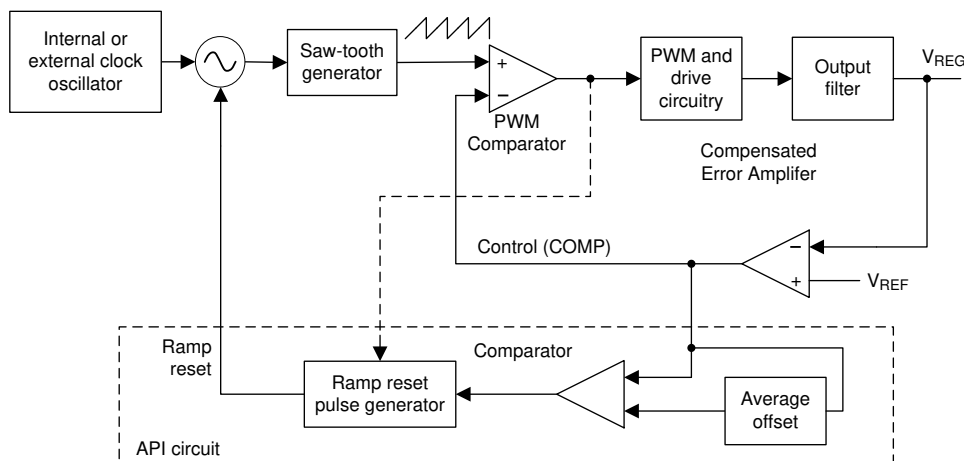 Internal or
external clock
oscillator
Saw-tooth
generator
+
−
PWM
Comparator
PWM and
drive
circuitry
Output
filter
VREG
Compensated
Error Amplifer
Control (COMP)
−
+
VREF
Ramp
reset
Comparator
Ramp reset
pulse generator
Average
offset
API circuit